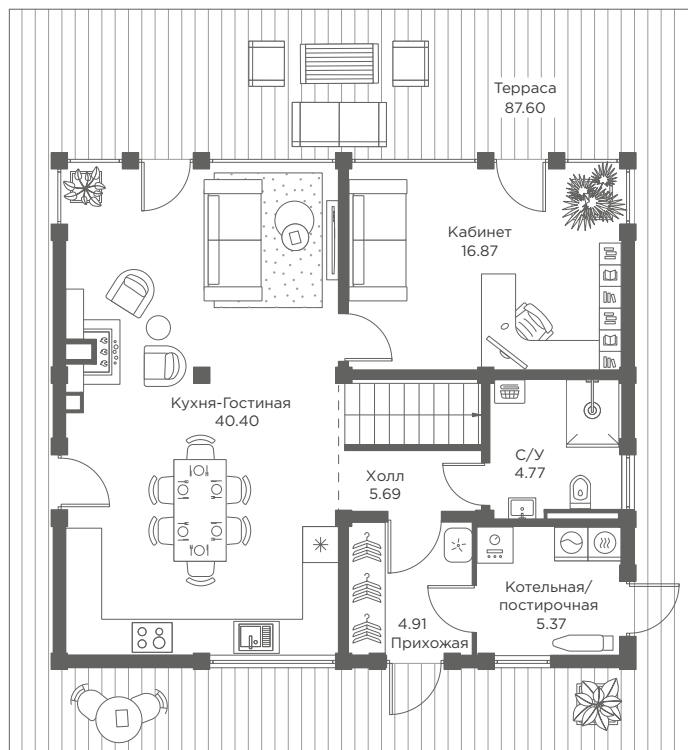 Терраса
87.60
Кабинет
16.87
Кухня-Гостиная
40.40
С/У
4.77
Холл
5.69
Котельная/
постирочная
5.37
4.91
Прихожая